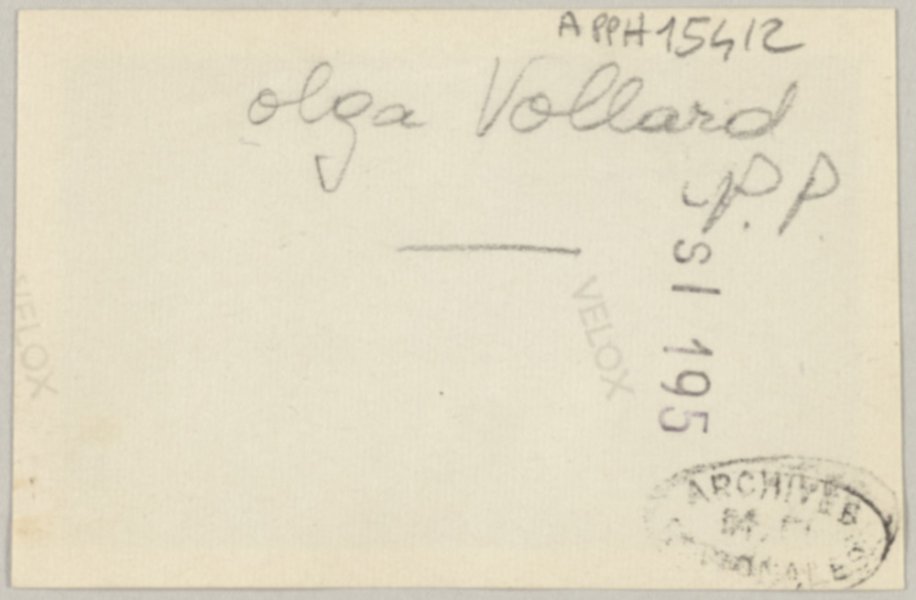 APPH15412
olga Vollard
P.P
SI 195
VELOX
VELOX
ARCHIVES